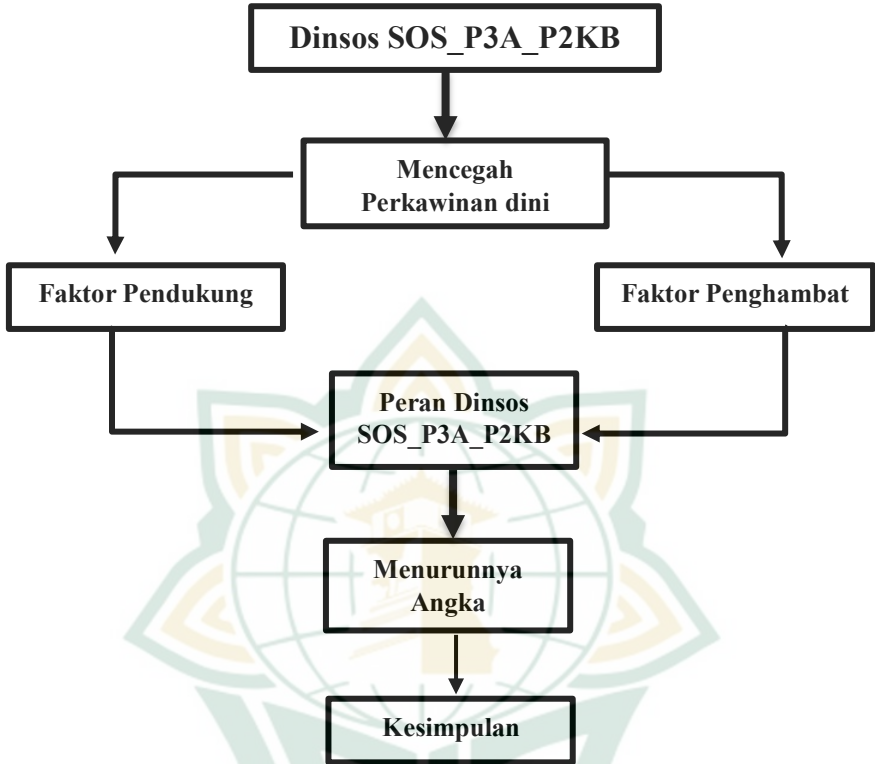 Dinsos SOS_P3A_P2KB
Mencegah
Perkawinan dini
Faktor Pendukung
Faktor Penghambat
Peran Dinsos
SOS_P3A_P2KB
Menurunnya
Angka
Kesimpulan